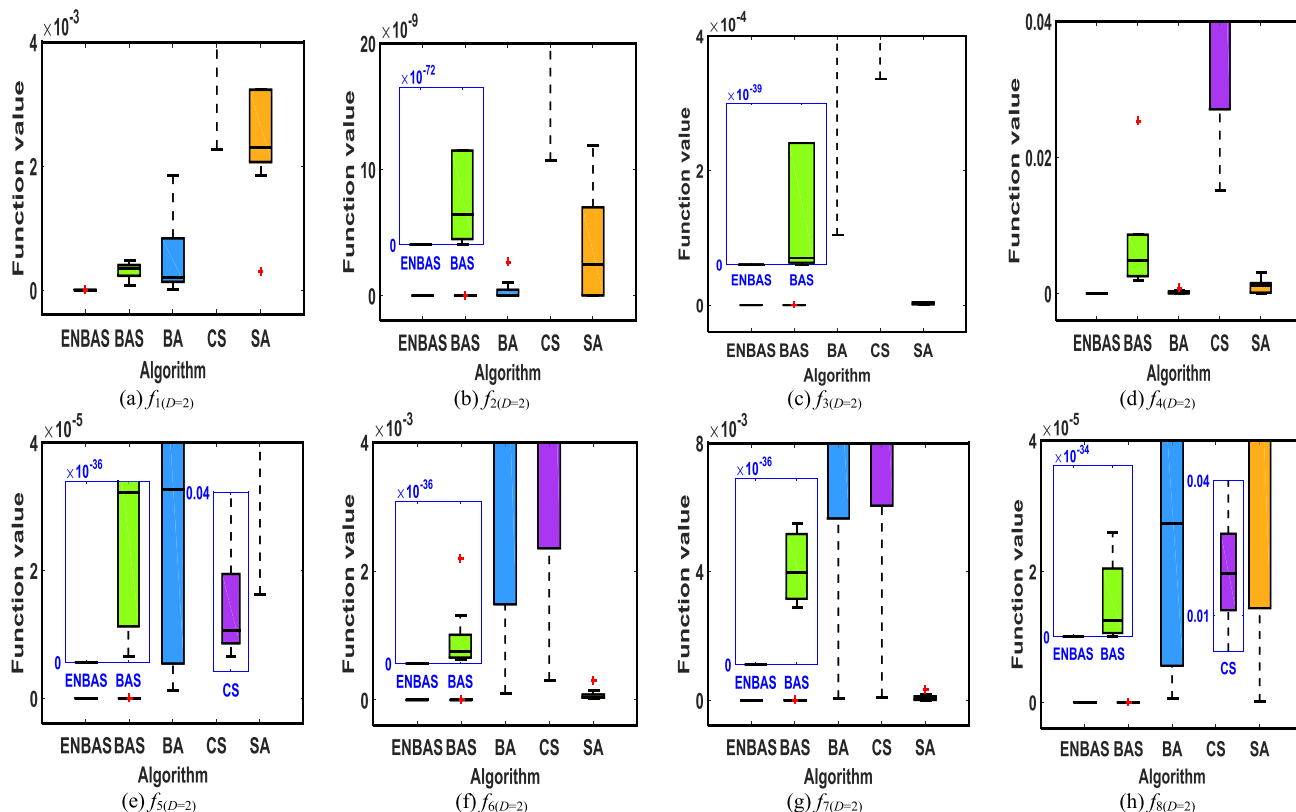 ×10⁻³
4
2
0
Function value
ENBAS BAS BA CS SA
Algorithm
(a) f1(D=2)
×10⁻⁹
20
10
0
Function value
×10⁻⁷²
0
ENBAS BAS
ENBAS BAS BA CS SA
Algorithm
(b) f2(D=2)
×10⁻⁴
4
2
0
Function value
×10⁻³⁹
0
ENBAS BAS
ENBAS BAS BA CS SA
Algorithm
(c) f3(D=2)
0.04
0.02
0
Function value
ENBAS BAS BA CS SA
Algorithm
(d) f4(D=2)
×10⁻⁵
4
2
0
Function value
×10⁻³⁶
0
ENBAS BAS
0.04
CS
ENBAS BAS BA CS SA
Algorithm
(e) f5(D=2)
×10⁻³
4
2
0
Function value
×10⁻³⁶
0
ENBAS BAS
ENBAS BAS BA CS SA
Algorithm
(f) f6(D=2)
×10⁻³
8
4
0
Function value
×10⁻³⁶
0
ENBAS BAS
ENBAS BAS BA CS SA
Algorithm
(g) f7(D=2)
×10⁻⁵
4
2
0
Function value
×10⁻³⁴
0
ENBAS BAS
0.04
0.01
CS
ENBAS BAS BA CS SA
Algorithm
(h) f8(D=2)